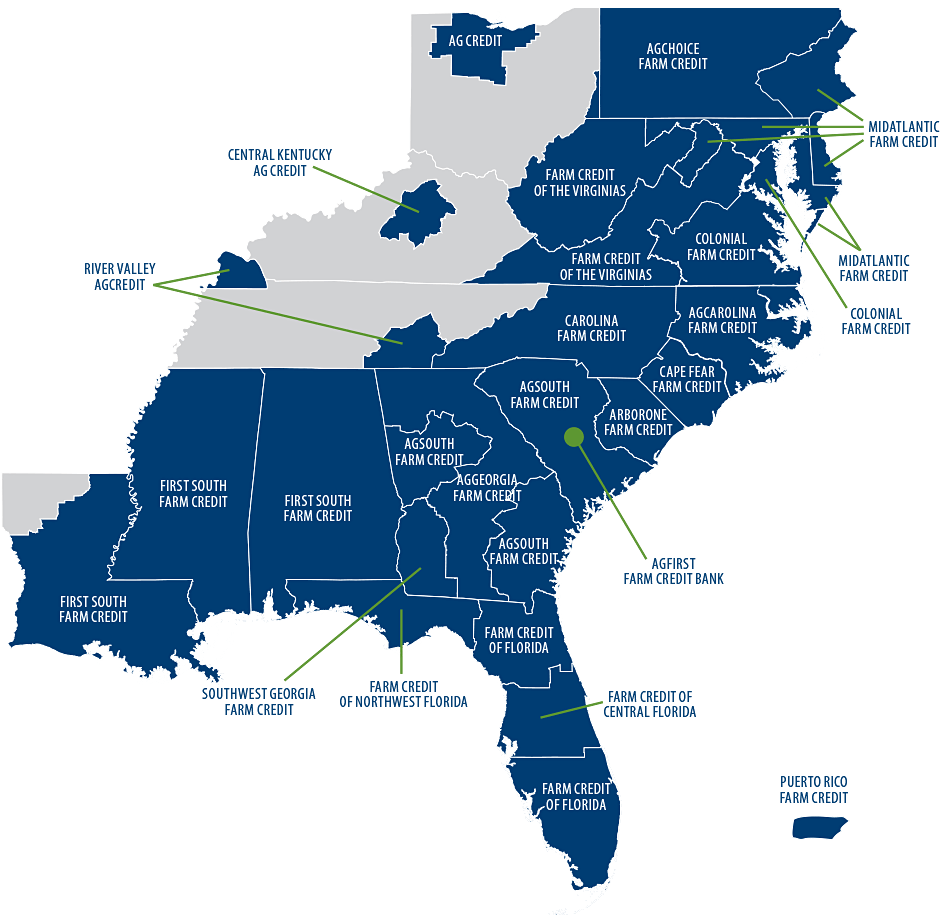 AG CREDIT
AGCHOICE
FARM CREDIT
MIDATLANTIC
FARM CREDIT
CENTRAL KENTUCKY
AG CREDIT
FARM CREDIT
OF THE VIRGINIAS
COLONIAL
FARM CREDIT
FARM CREDIT
OF THE VIRGINIAS
MIDATLANTIC
FARM CREDIT
RIVER VALLEY
AGCREDIT
COLONIAL
FARM CREDIT
CAROLINA
FARM CREDIT
AGCAROLINA
FARM CREDIT
CAPE FEAR
FARM CREDIT
AGSOUTH
FARM CREDIT
ARBORONE
FARM CREDIT
AGSOUTH
FARM CREDIT
AGGEORGIA
FARM CREDIT
FIRST SOUTH
FARM CREDIT
FIRST SOUTH
FARM CREDIT
AGSOUTH
FARM CREDIT
AGFIRST
FARM CREDIT BANK
FIRST SOUTH
FARM CREDIT
FARM CREDIT
OF FLORIDA
SOUTHWEST GEORGIA
FARM CREDIT
FARM CREDIT
OF NORTHWEST FLORIDA
FARM CREDIT OF
CENTRAL FLORIDA
FARM CREDIT
OF FLORIDA
PUERTO RICO
FARM CREDIT